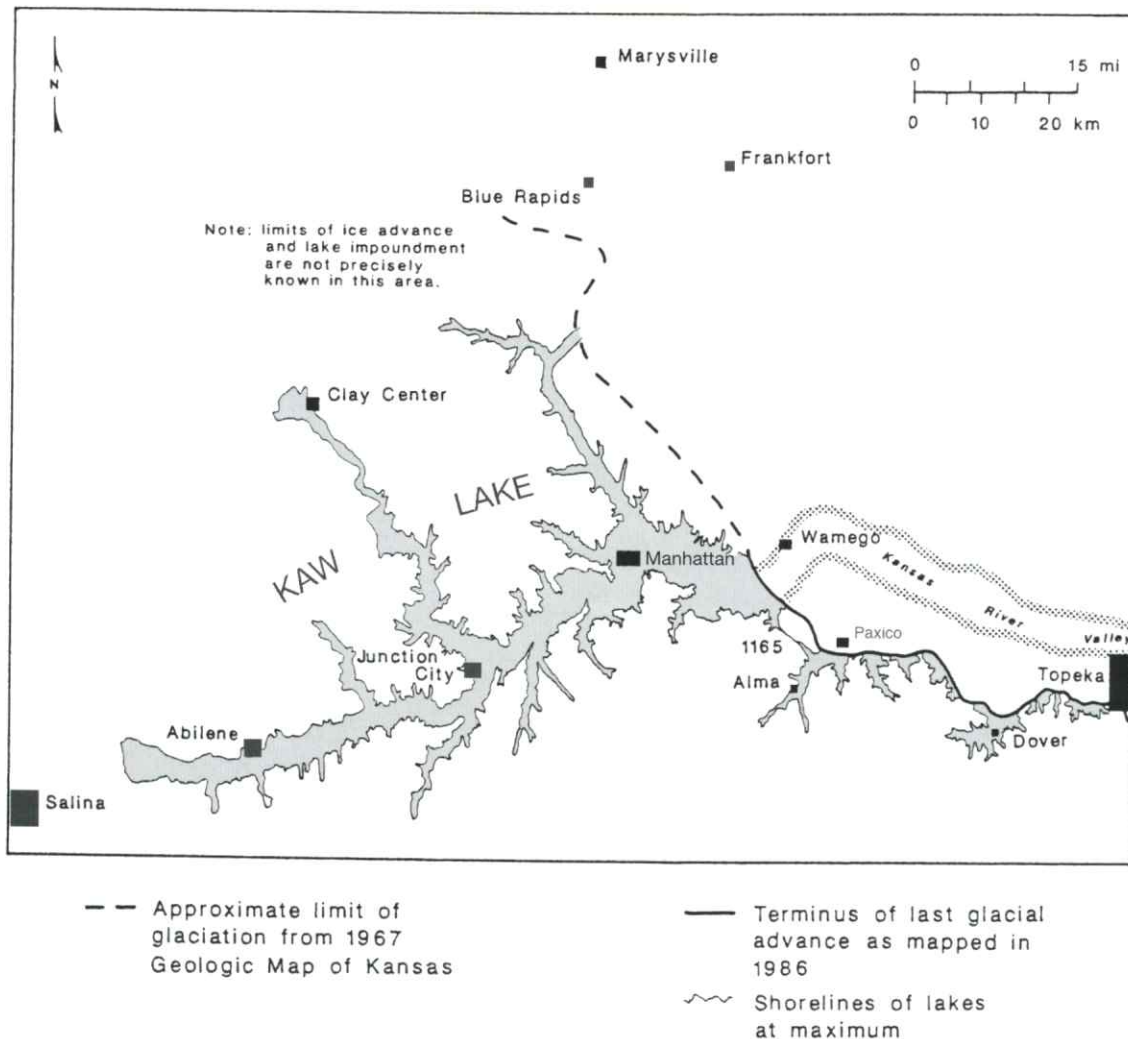 Marysville
0 15 mi
N
0 10 20 km
Frankfort
Blue Rapids
Note: limits of ice advance
and lake impoundment
are not precisely
known in this area.
Clay Center
LAKE
Wamego
Manhattan
Kansas
KAW
River
Valley
1165
Paxico
Junction
City
Topeka
Alma
Abilene
Dover
Salina
Approximate limit of
glaciation from 1967
Geologic Map of Kansas
Terminus of last glacial
advance as mapped in
1986
Shorelines of lakes
at maximum